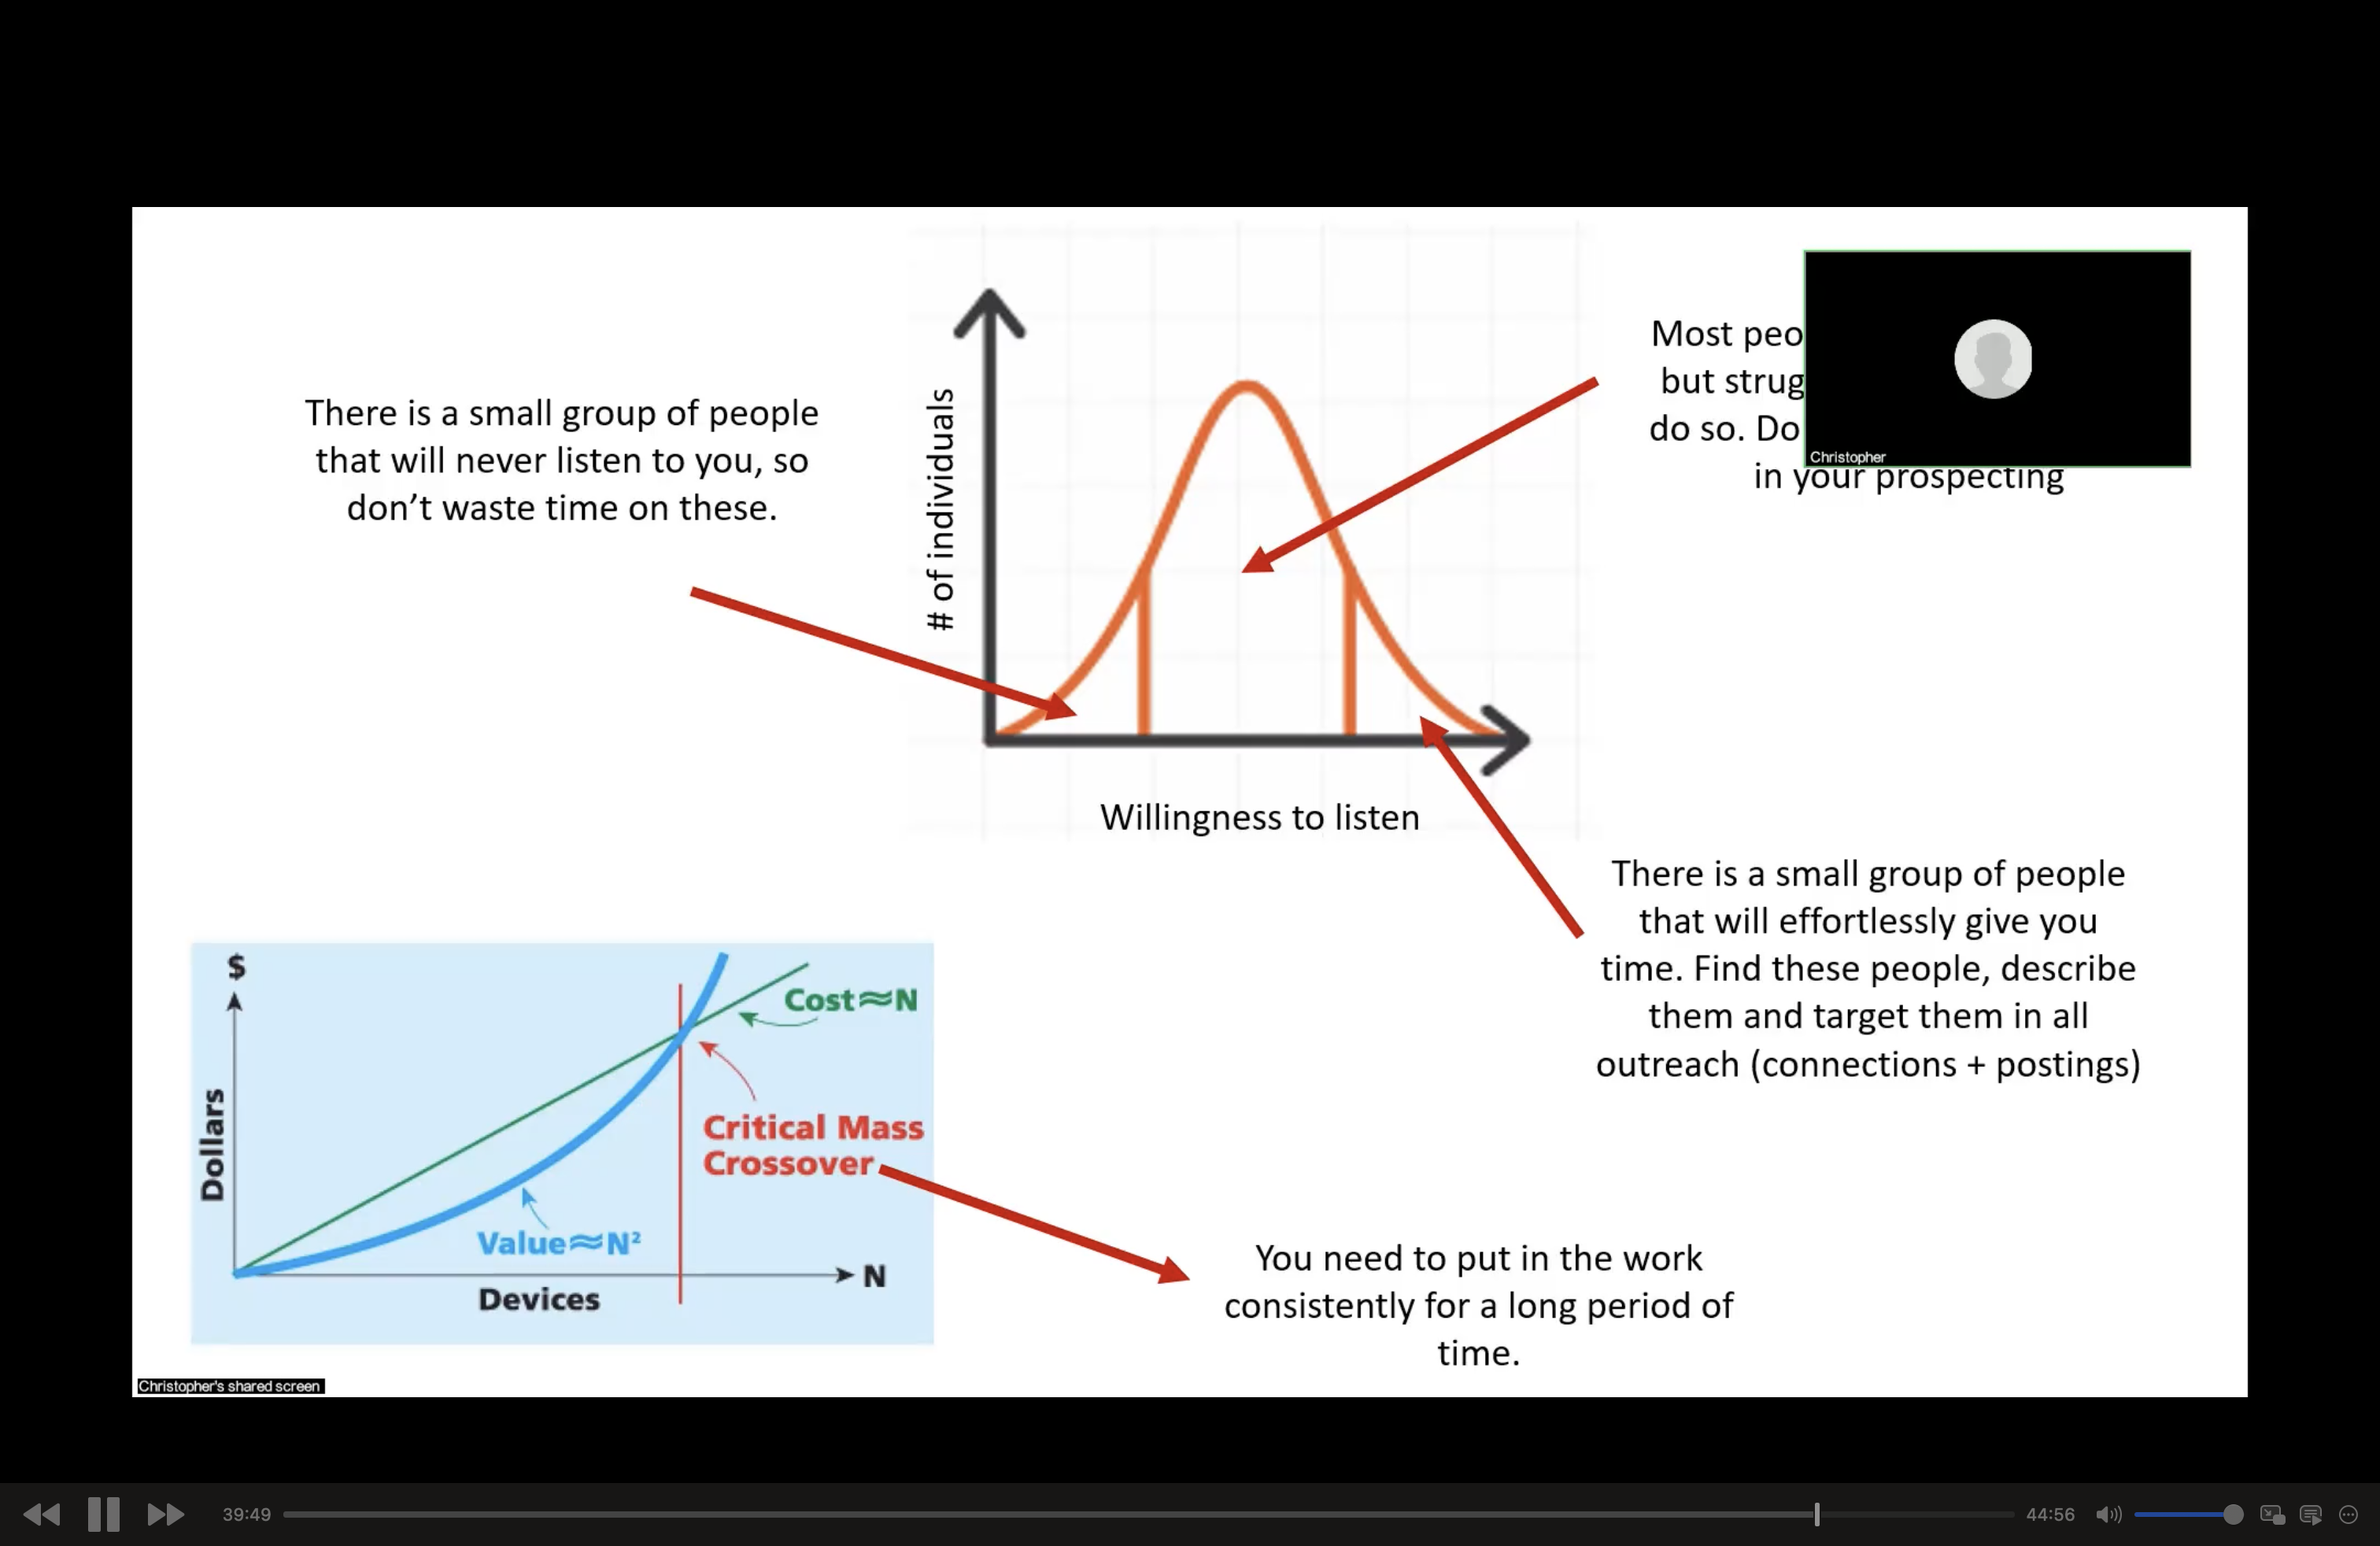 There is a small group of people
that will never listen to you, so
don’t waste time on these.
# of individuals
Willingness to listen
Most peo
but strug
do so. Do
in your prospecting
Christopher
There is a small group of people
that will effortlessly give you
time. Find these people, describe
them and target them in all
outreach (connections + postings)
$
Dollars
Cost≈N
Critical Mass
Crossover
Value≈N²
N
Devices
You need to put in the work
consistently for a long period of
time.
Christopher's shared screen
39:49
44:56